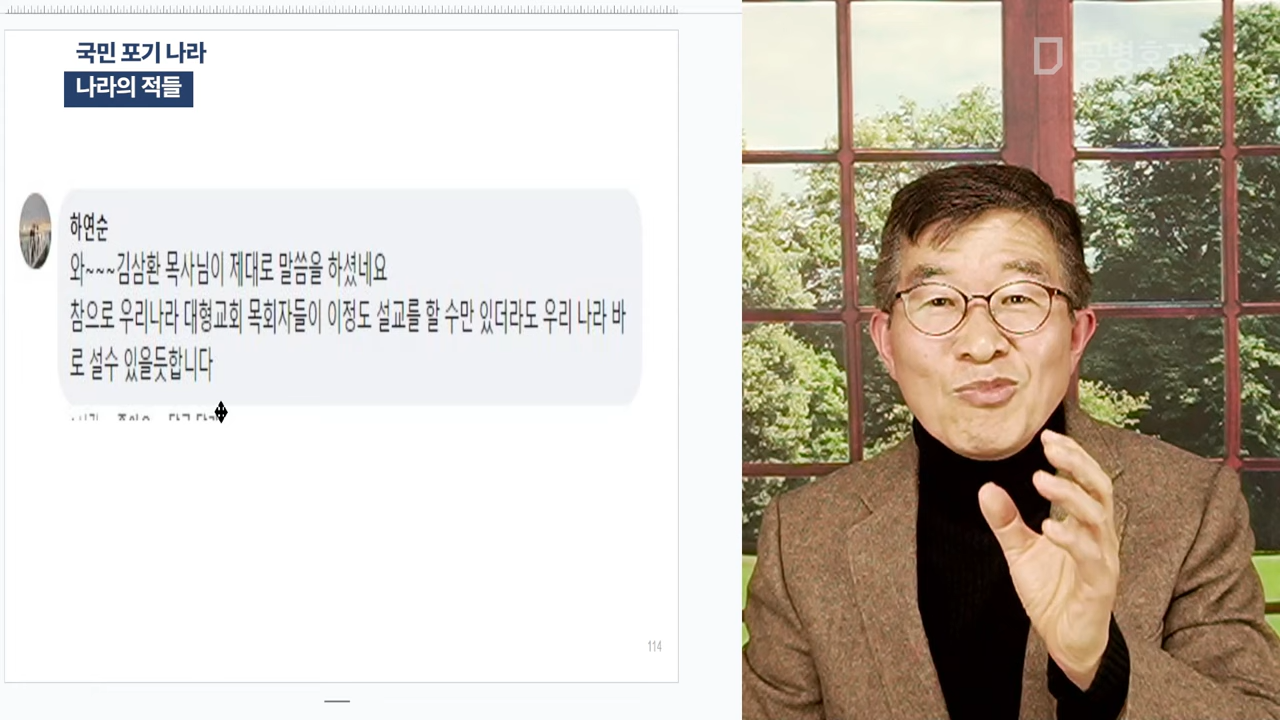 국민 포기 나라
나라의 적들
하연순
와~~~김삼환 목사님이 제대로 말씀을 하셨네요
참으로 우리나라 대형교회 목회자들이 이정도 설교를 할 수만 있더라도 우리 나라 바
로 설수 있을듯합니다
114
공병호